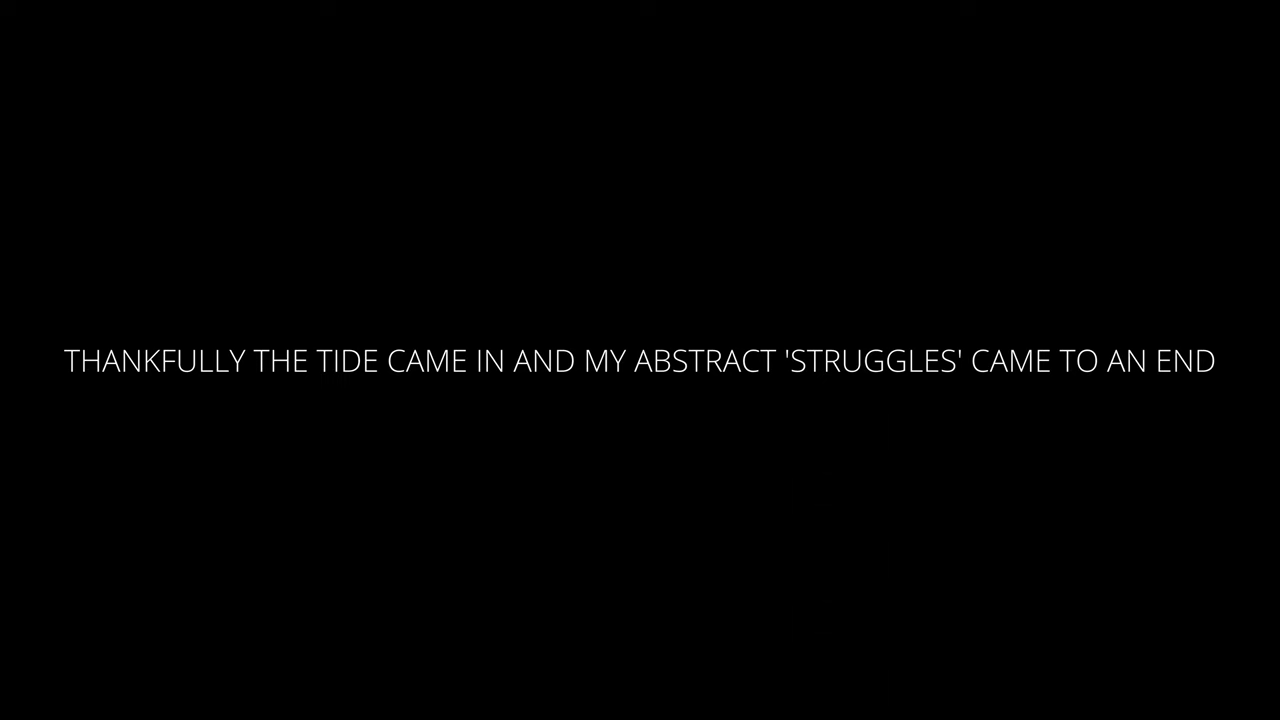 THANKFULLY THE TIDE CAME IN AND MY ABSTRACT 'STRUGGLES' CAME TO AN END